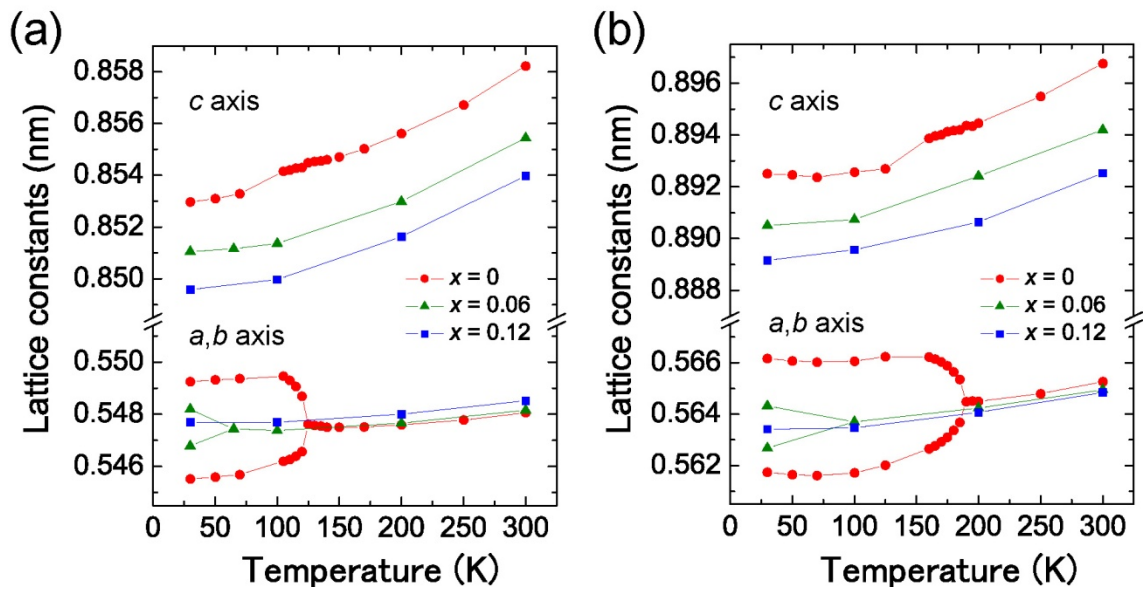 (a)
Lattice constants (nm)
0.858
0.856
0.854
0.852
0.850
0.550
0.548
0.546
c axis
x = 0
x = 0.06
x = 0.12
a,b axis
0 50 100 150 200 250 300
Temperature (K)
(b)
Lattice constants (nm)
0.896
0.894
0.892
0.890
0.888
0.566
0.564
0.562
c axis
x = 0
x = 0.06
x = 0.12
a,b axis
0 50 100 150 200 250 300
Temperature (K)